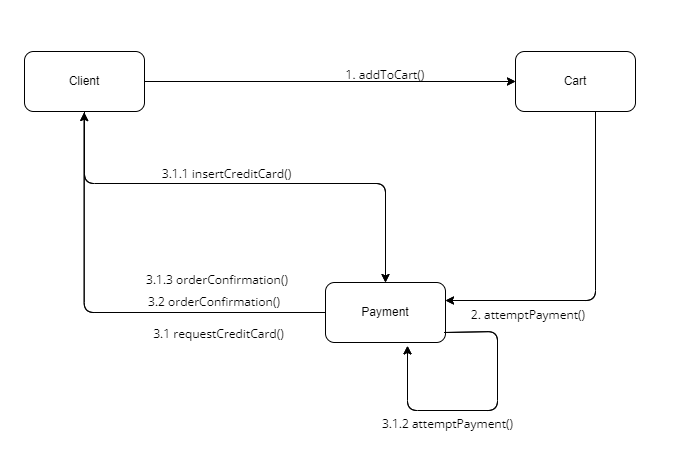 1. addToCart()
Client
Cart
3.1.1 insertCreditCard()
3.1.3 orderConfirmation()
3.2 orderConfirmation()
Payment
2. attemptPayment()
3.1 requestCreditCard()
3.1.2 attemptPayment()